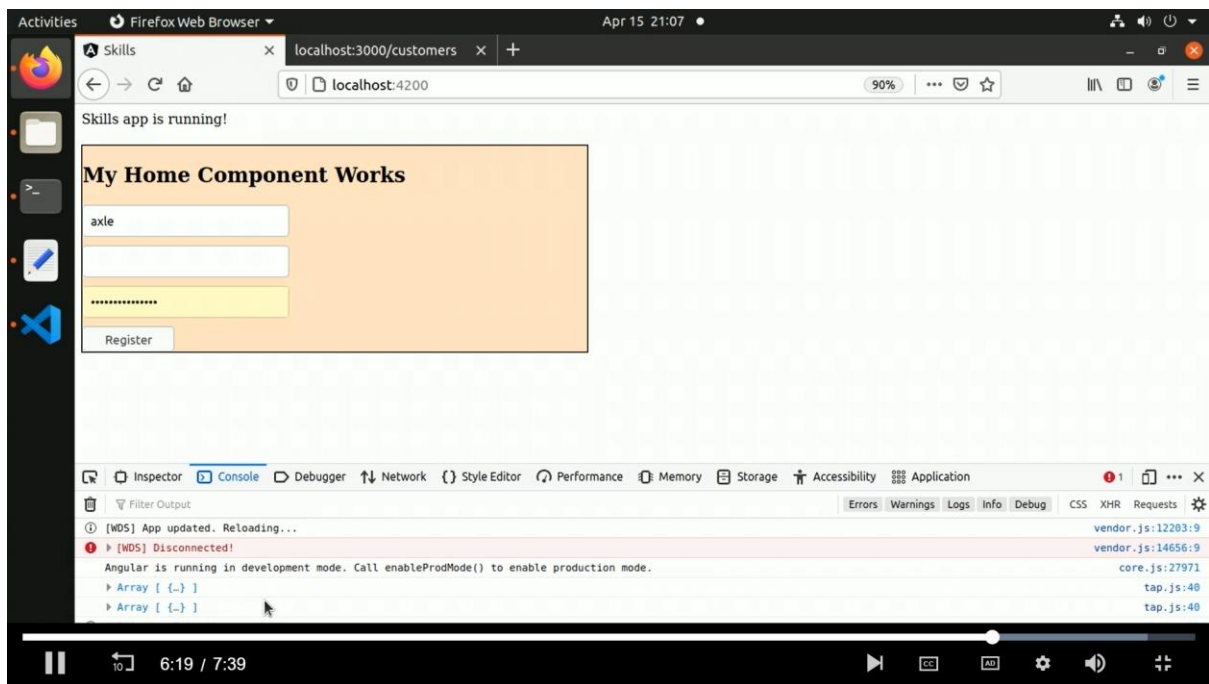 Activities Firefox Web Browser Apr 15 21:07
Skills localhost:3000/customers
localhost:4200 90%
Skills app is running!
My Home Component Works
axle
•••••••••••••••
Register
Inspector Console Debugger Network {} Style Editor Performance Memory Storage Accessibility Application 1
Filter Output Errors Warnings Logs Info Debug CSS XHR Requests
[WDS] App updated. Reloading... vendor.js:12203:9
[WDS] Disconnected! vendor.js:14656:9
Angular is running in development mode. Call enableProdMode() to enable production mode. core.js:27971
Array [ {…} ] tap.js:40
Array [ {…} ] tap.js:40
10 6:19 / 7:39 CC AD